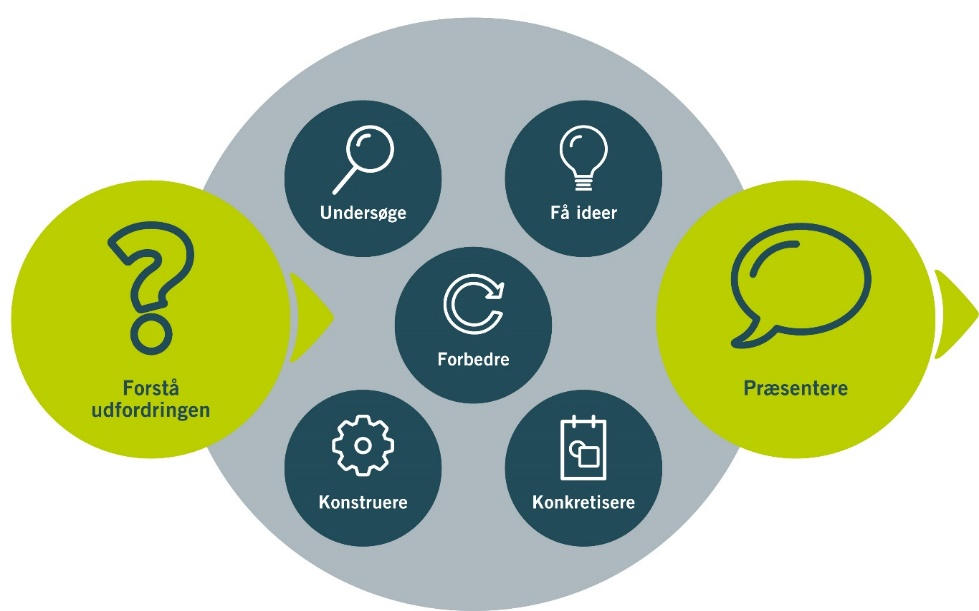 Forstå
udfordringen
Undersøge
Få ideer
Forbedre
Konstruere
Konkretisere
Præsentere